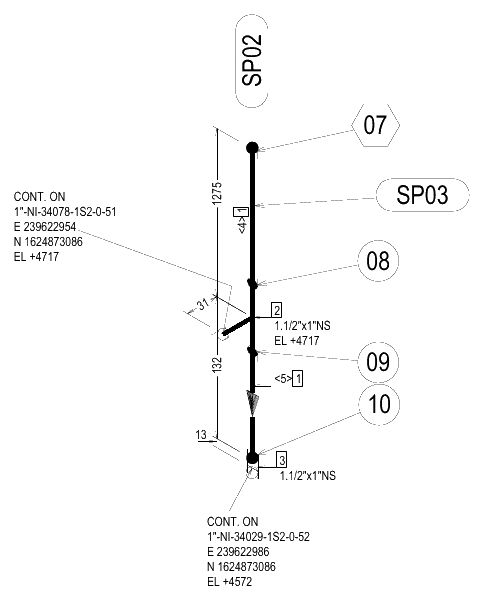 SP02
07
1275
SP03
<4> 1
CONT. ON
1"-NI-34078-1S2-0-51
E 239622954
N 1624873086
EL +4717
08
31
2
1.1/2"x1"NS
EL +4717
132
09
<5> 1
10
13
3
1.1/2"x1"NS
CONT. ON
1"-NI-34029-1S2-0-52
E 239622986
N 1624873086
EL +4572